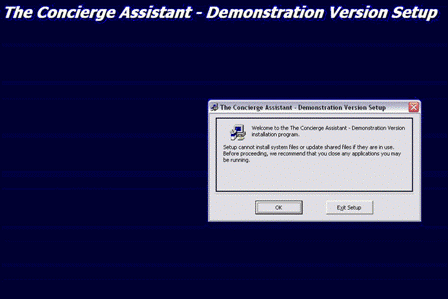 The Concierge Assistant - Demonstration Version Setup
The Concierge Assistant - Demonstration Version Setup
Welcome to the The Concierge Assistant - Demonstration Version
installation program.
Setup cannot install system files or update shared files if they are in use.
Before proceeding, we recommend that you close any applications you may
be running.
OK
Exit Setup